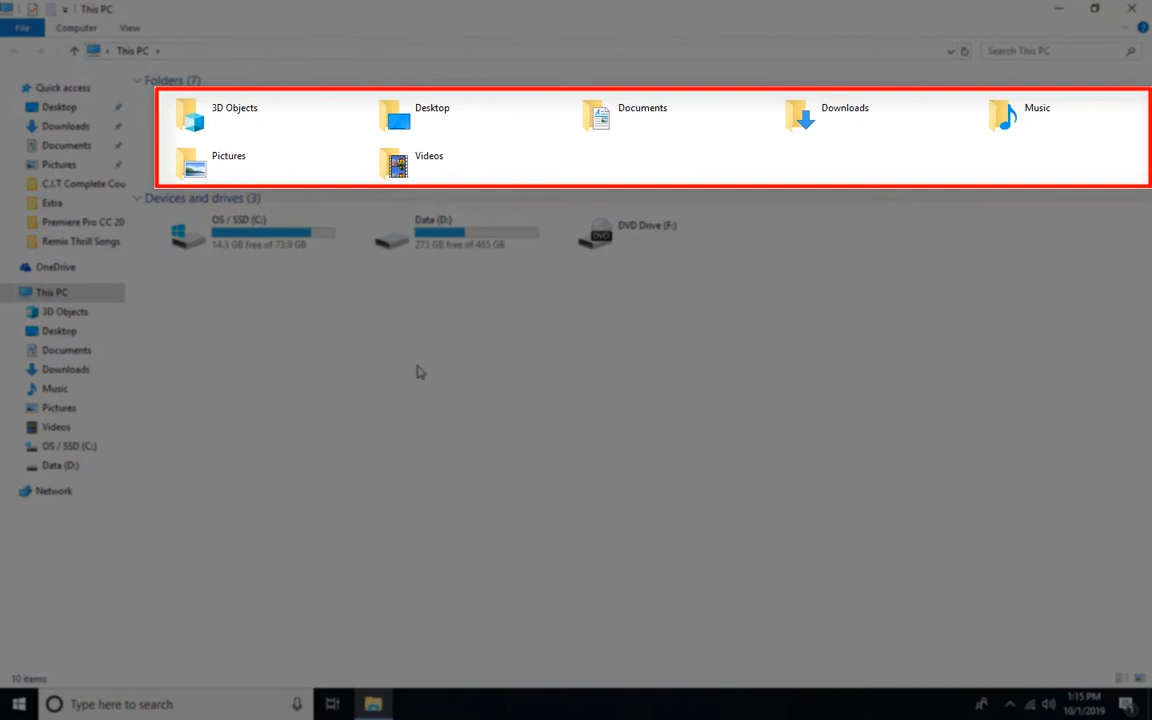 This PC
File Computer View
This PC
Search This PC
Quick access
Desktop
Downloads
Documents
Pictures
C.I.T Complete Cou
Extra
Premiere Pro CC 20
Remix Thrill Songs
OneDrive
This PC
3D Objects
Desktop
Documents
Downloads
Music
Pictures
Videos
OS / SSD (C:)
Data (D:)
Network
Folders (7)
3D Objects Desktop Documents Downloads Music
Pictures Videos
Devices and drives (3)
OS / SSD (C:)
14.3 GB free of 73.9 GB
Data (D:)
273 GB free of 465 GB
DVD Drive (F:)
DVD
10 items
Type here to search
1:15 PM
10/1/2019